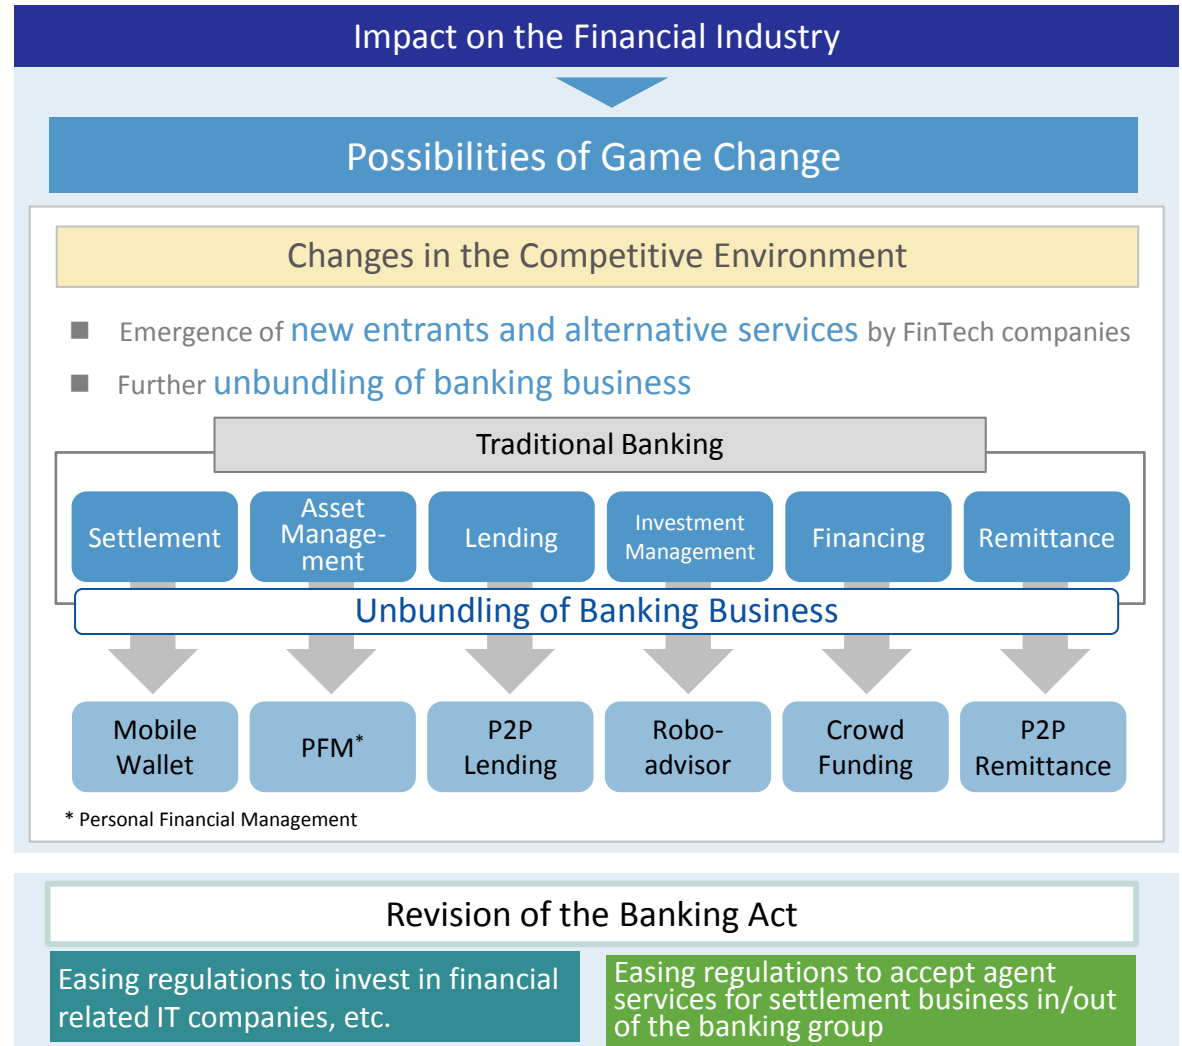 Impact on the Financial Industry
Possibilities of Game Change
Changes in the Competitive Environment
■ Emergence of new entrants and alternative services by FinTech companies
■ Further unbundling of banking business
Traditional Banking
Settlement
Asset
Manage-
ment
Lending
Investment
Management
Financing
Remittance
Unbundling of Banking Business
Mobile
Wallet
PFM*
P2P
Lending
Robo-
advisor
Crowd
Funding
P2P
Remittance
* Personal Financial Management
Revision of the Banking Act
Easing regulations to invest in financial
related IT companies, etc.
Easing regulations to accept agent
services for settlement business in/out
of the banking group